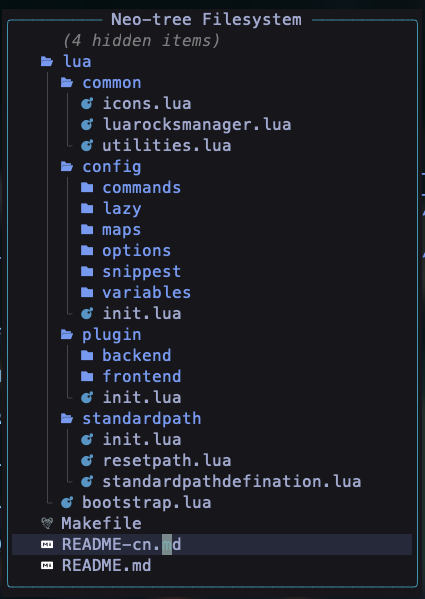 Neo-tree Filesystem
(4 hidden items)
lua
common
icons.lua
luarocksmanager.lua
utilities.lua
config
commands
lazy
maps
options
snippest
variables
init.lua
plugin
backend
frontend
init.lua
standardpath
init.lua
resetpath.lua
standardpathdefination.lua
bootstrap.lua
Makefile
README-cn.md
README.md